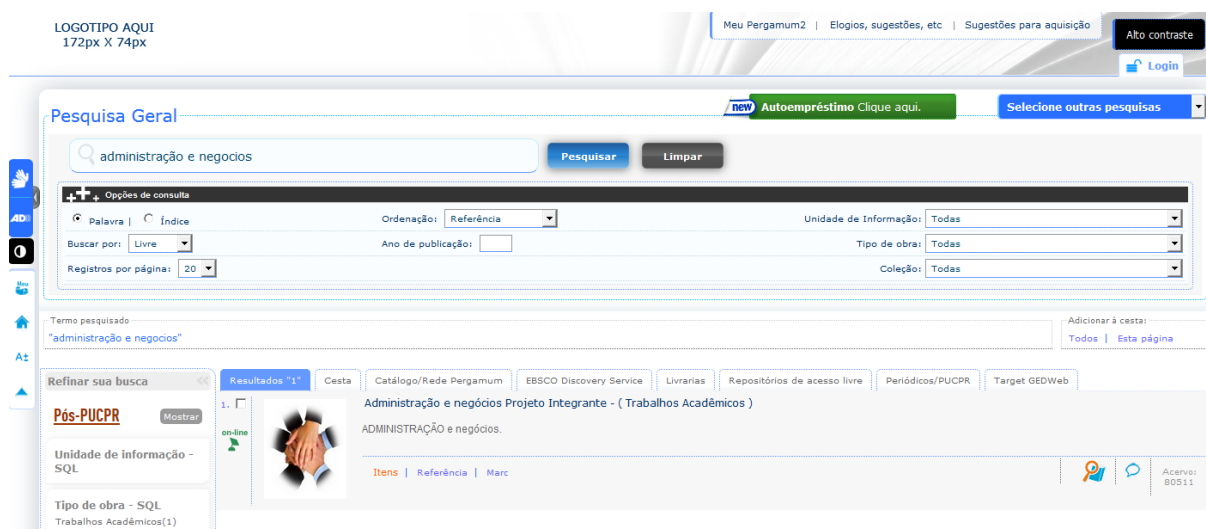 LOGOTIPO AQUI
172px X 74px
Meu Pergamum2 | Elogios, sugestões, etc | Sugestões para aquisição
Alto contraste
Login
Pesquisa Geral
new Autoempréstimo Clique aqui.
Selecione outras pesquisas
administração e negocios
Pesquisar
Limpar
Opções de consulta
Palavra | Índice
Ordenação: Referência
Unidade de Informação: Todas
Buscar por: Livre
Ano de publicação:
Tipo de obra: Todas
Registros por página: 20
Coleção: Todas
AD
Meu
A±
Termo pesquisado
"administração e negocios"
Adicionar à cesta:
Todos | Esta página
Refinar sua busca
Resultados "1"
Cesta
Catálogo/Rede Pergamum
EBSCO Discovery Service
Livrarias
Repositórios de acesso livre
Periódicos/PUCPR
Target GEDWeb
Pós-PUCPR
Mostrar
Unidade de informação -
SQL
Tipo de obra - SQL
Trabalhos Acadêmicos(1)
1.
on-line
Administração e negócios Projeto Integrante - ( Trabalhos Acadêmicos )
ADMINISTRAÇÃO e negócios.
Itens | Referência | Marc
Acervo:
80511